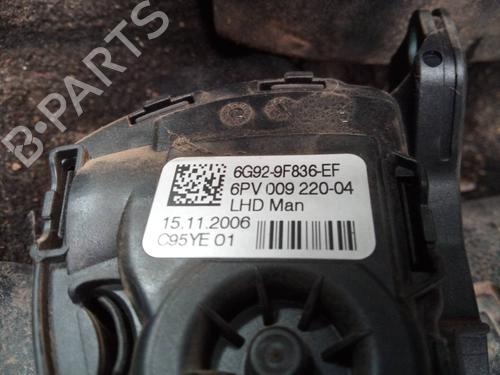 6G92-9F836-EF
6PV 009 220-04
LHD Man
15.11.2006
C95YE 01
B-PARTS